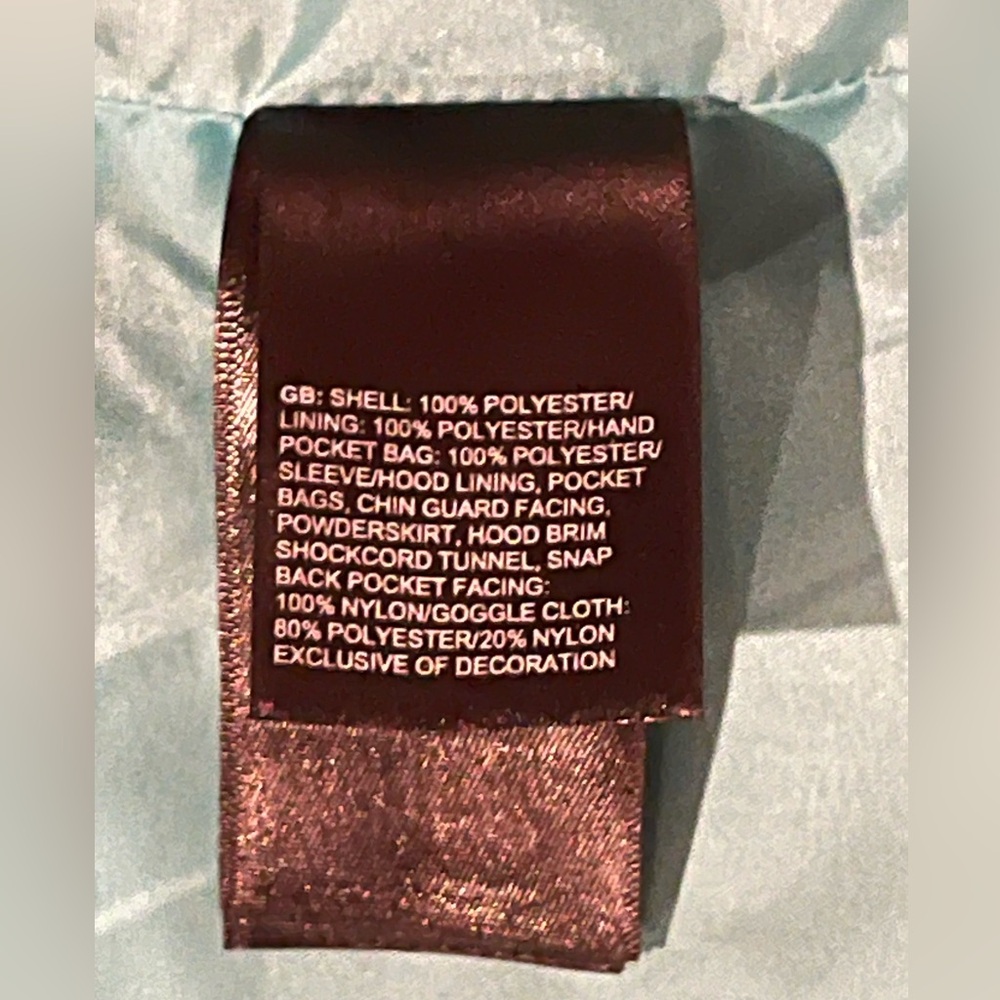 GB: SHELL: 100% POLYESTER/
LINING: 100% POLYESTER/HAND
POCKET BAG: 100% POLYESTER/
SLEEVE/HOOD LINING, POCKET
BAGS, CHIN GUARD FACING,
POWDERSKIRT, HOOD BRIM
SHOCKCORD TUNNEL, SNAP
BACK POCKET FACING:
100% NYLON/GOGGLE CLOTH:
80% POLYESTER/20% NYLON
EXCLUSIVE OF DECORATION